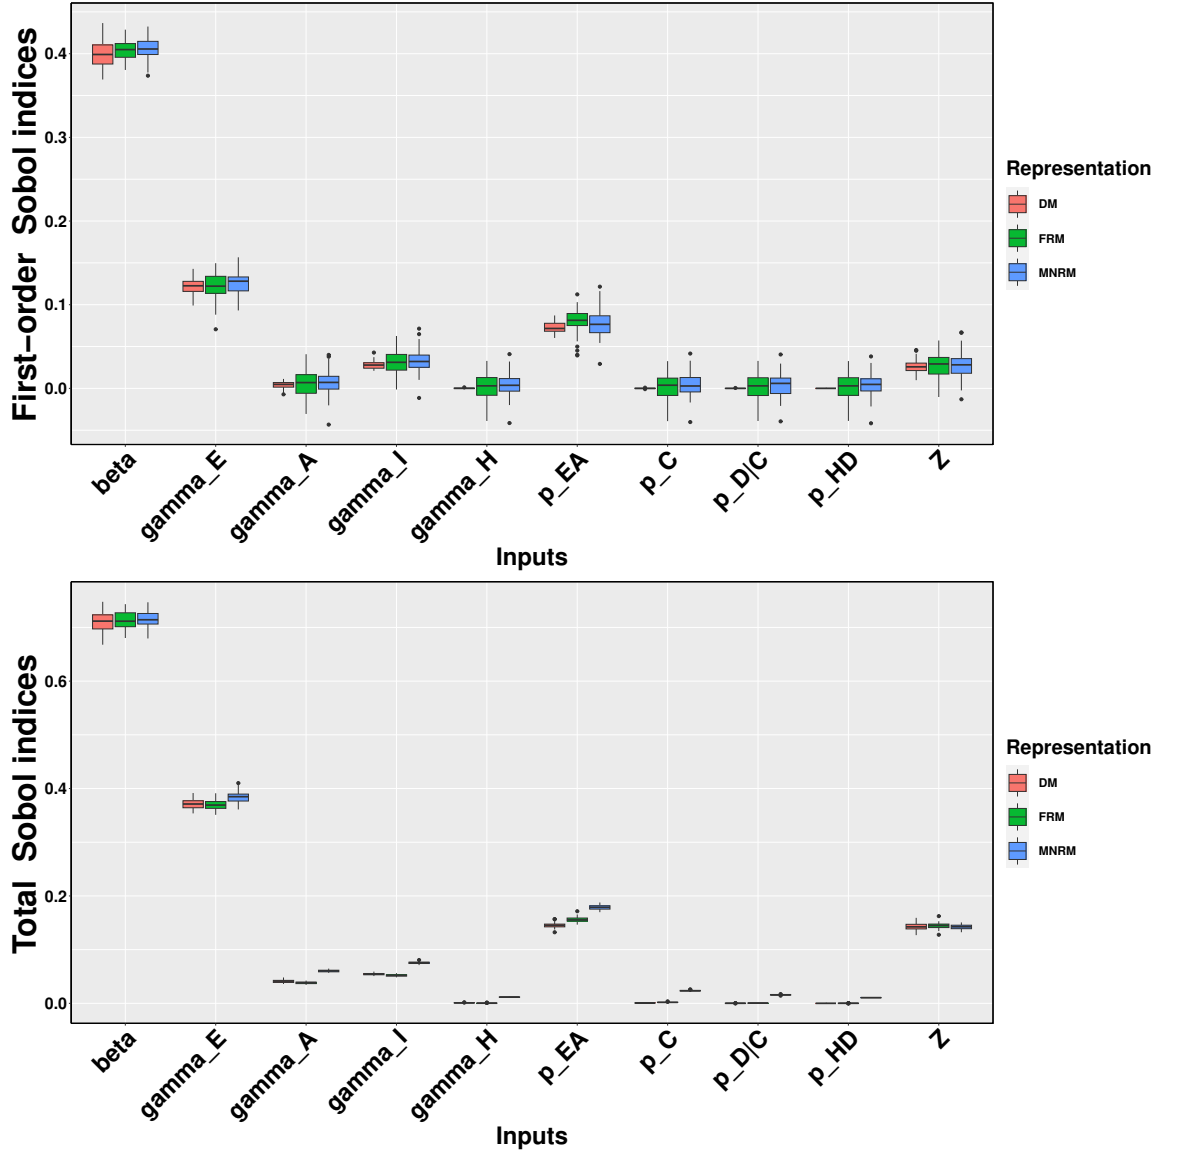 First−order Sobol indices
0.4
0.3
0.2
0.1
0.0
beta
gamma_E
gamma_A
gamma_I
gamma_H
p_EA
p_C
p_D|C
p_HD
Z
Inputs
Representation
DM
FRM
MNRM
Total Sobol indices
0.6
0.4
0.2
0.0
beta
gamma_E
gamma_A
gamma_I
gamma_H
p_EA
p_C
p_D|C
p_HD
Z
Inputs
Representation
DM
FRM
MNRM